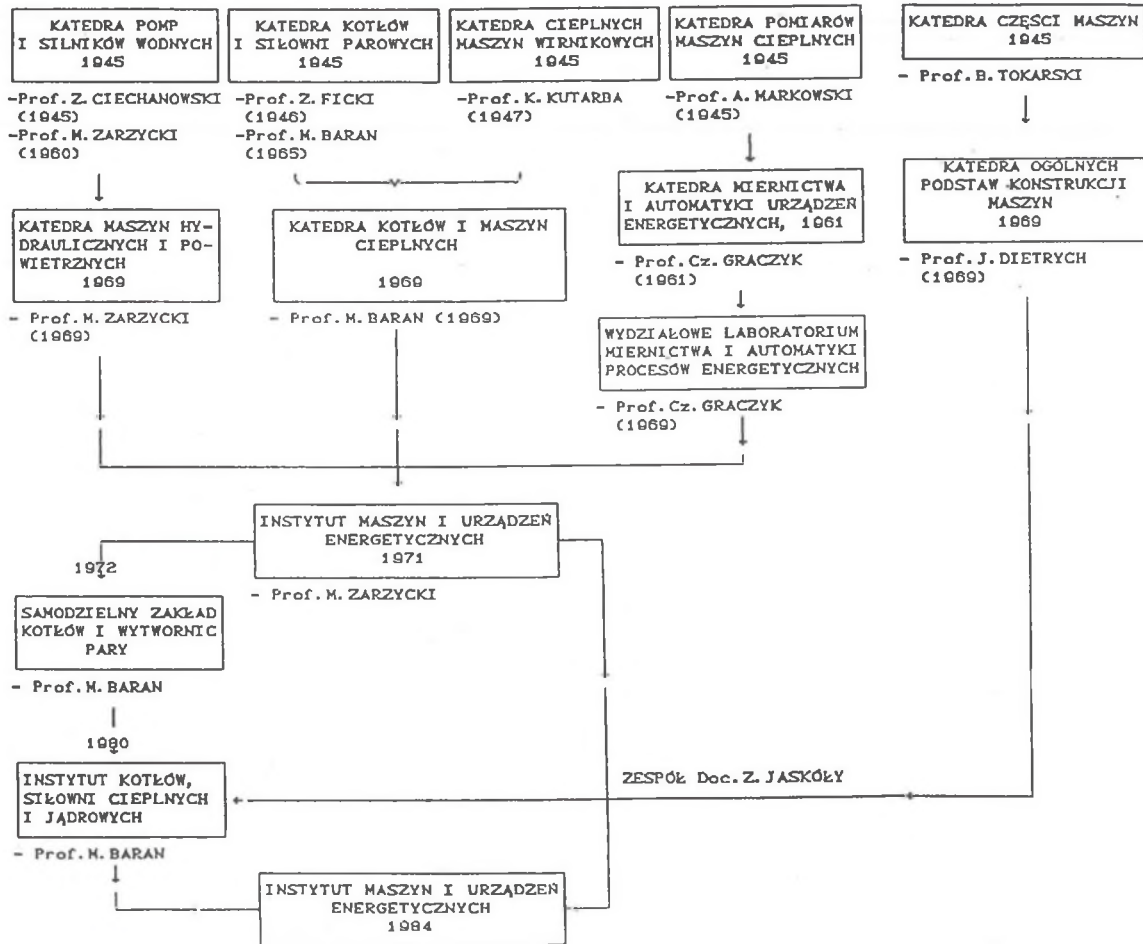 KATEDRA POMP
I SILNIKÓW WODNYCH
1945
-Prof. Z. CIECHANOWSKI
(1945)
-Prof. M. ZARZYCKI
(1960)
KATEDRA KOTŁÓW
I SIŁOWNI PAROWYCH
1945
-Prof. Z. FICKI
(1946)
-Prof. M. BARAN
(1965)
KATEDRA CIEPLNYCH
MASZYN WIRNIKOWYCH
1945
-Prof. K. KUTARBA
(1947)
KATEDRA POMIARÓW
MASZYN CIEPLNYCH
1945
-Prof. A. MARKOWSKI
(1945)
KATEDRA CZĘŚCI MASZYN
1945
- Prof. B. TOKARSKI
KATEDRA MASZYN HY-
DRAULICZNYCH I PO-
WIETRZNYCH
1969
- Prof. M. ZARZYCKI
(1969)
KATEDRA KOTŁÓW I MASZYN
CIEPLNYCH
1969
- Prof. M. BARAN (1969)
KATEDRA MIERNICTWA
I AUTOMATYKI URZĄDZEŃ
ENERGETYCZNYCH, 1961
- Prof. Cz. GRACZYK
(1961)
KATEDRA OGÓLNYCH
PODSTAW KONSTRUKCJI
MASZYN
1969
- Prof. J. DIETRYCH
(1969)
WYDZIAŁOWE LABORATORIUM
MIERNICTWA I AUTOMATYKI
PROCESÓW ENERGETYCZNYCH
- Prof. Cz. GRACZYK
(1969)
INSTYTUT MASZYN I URZĄDZEŃ
ENERGETYCZNYCH
1971
- Prof. M. ZARZYCKI
1972
SAMODZIELNY ZAKŁAD
KOTŁÓW I WYTWORNIC
PARY
- Prof. M. BARAN
1980
INSTYTUT KOTŁÓW,
SIŁOWNI CIEPLNYCH
I JĄDROWYCH
- Prof. M. BARAN
ZESPÓŁ Doc. Z. JASKÓŁY
INSTYTUT MASZYN I URZĄDZEŃ
ENERGETYCZNYCH
1984